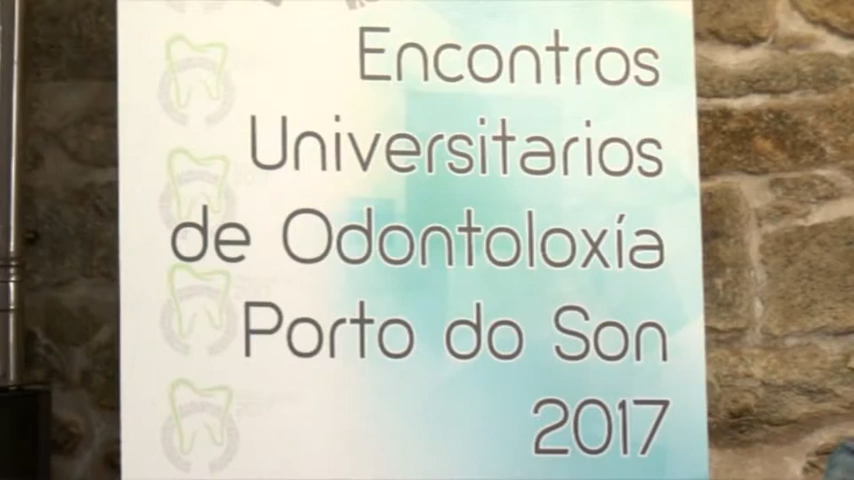 Encontros
Universitarios
de Odontoloxía
Porto do Son
2017